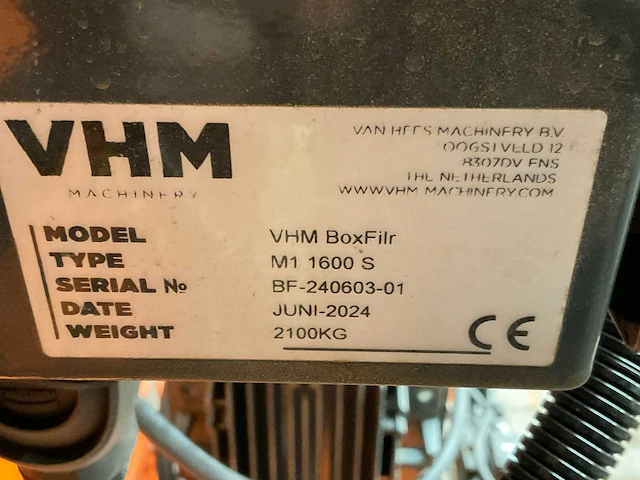 VHM
MACHINERY
VAN HEES MACHINERY B.V.
OOGSTVELD 12
8307DV ENS
THE NETHERLANDS
WWW.VHM-MACHINERY.COM
MODEL VHM BoxFillr
TYPE M1 1600 S
SERIAL No BF-240603-01
DATE JUNI-2024
WEIGHT 2100KG
CE